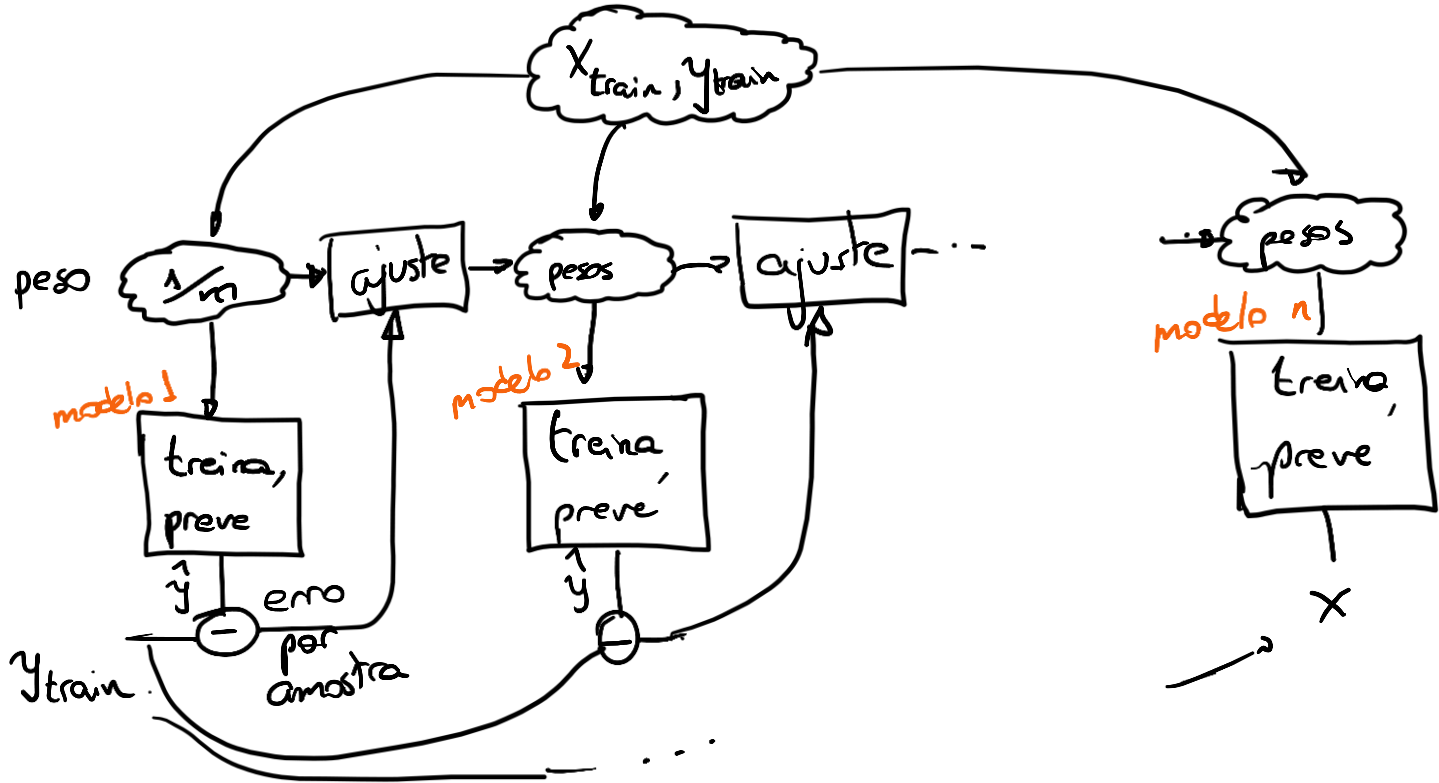 X train , y train
peso
1/m
ajuste
pesos
ajuste
pesos
modelo 1
modelo 2
modelo n
treina,
preve
treina,
preve
treina,
preve
ŷ
ŷ
erro
por
amostra
y train